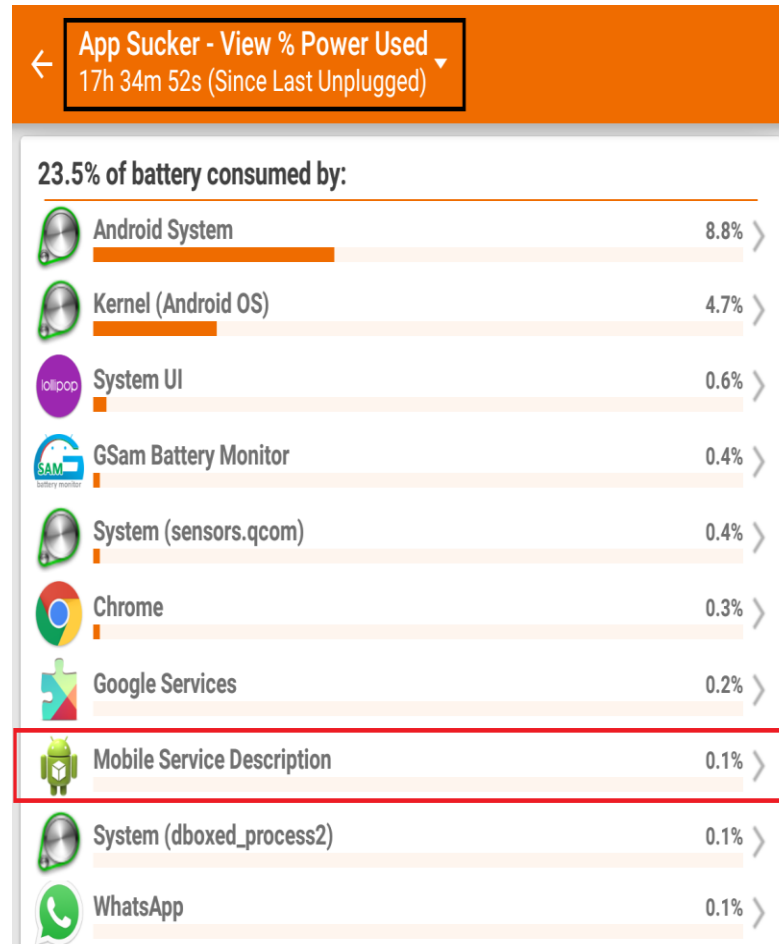 App Sucker - View % Power Used
17h 34m 52s (Since Last Unplugged)
23.5% of battery consumed by:
Android System 8.8%
Kernel (Android OS) 4.7%
lollipop
System UI 0.6%
GSam Battery Monitor 0.4%
SAM
battery monitor
System (sensors.qcom) 0.4%
Chrome 0.3%
Google Services 0.2%
Mobile Service Description 0.1%
System (dboxed_process2) 0.1%
WhatsApp 0.1%